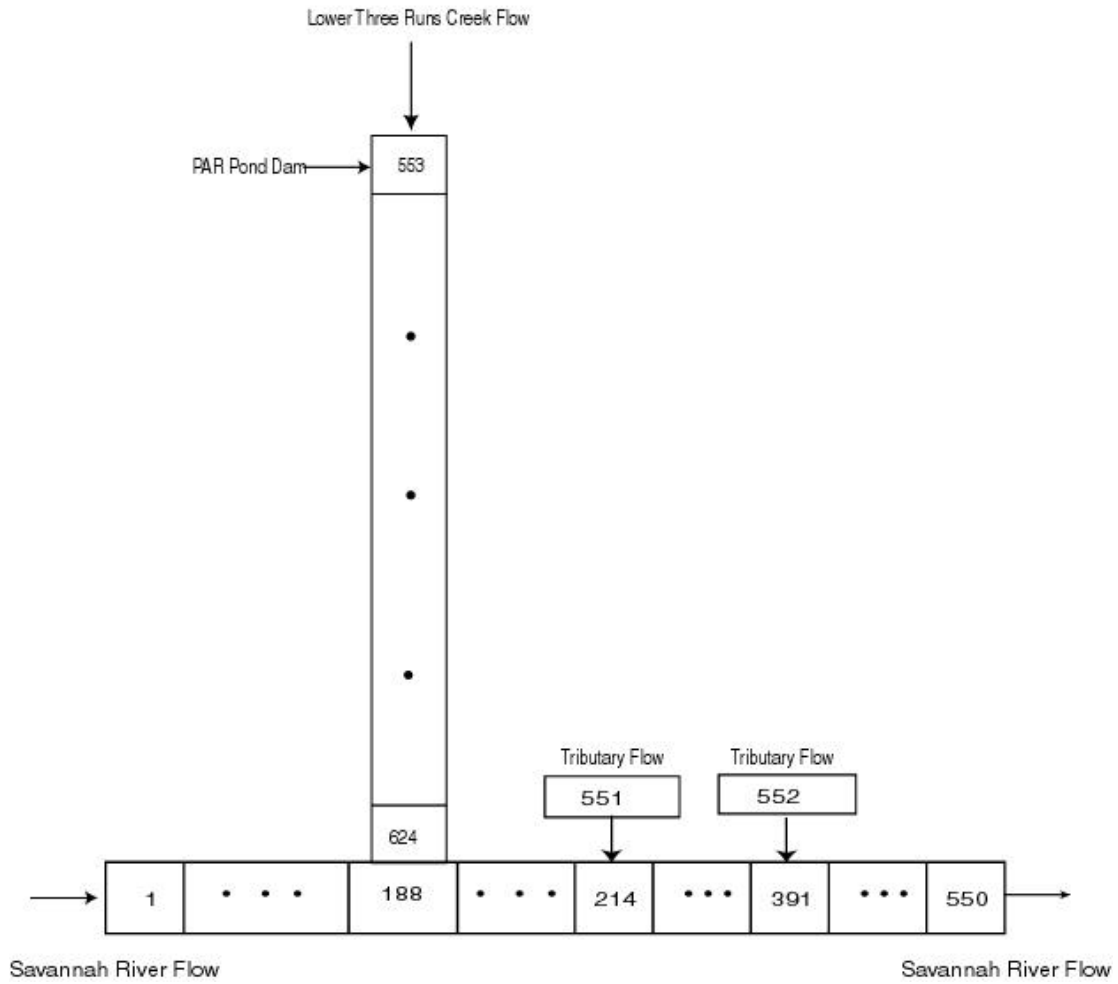 Lower Three Runs Creek Flow
PAR Pond Dam
553
624
Tributary Flow
Tributary Flow
551
552
1
188
214
391
550
Savannah River Flow
Savannah River Flow